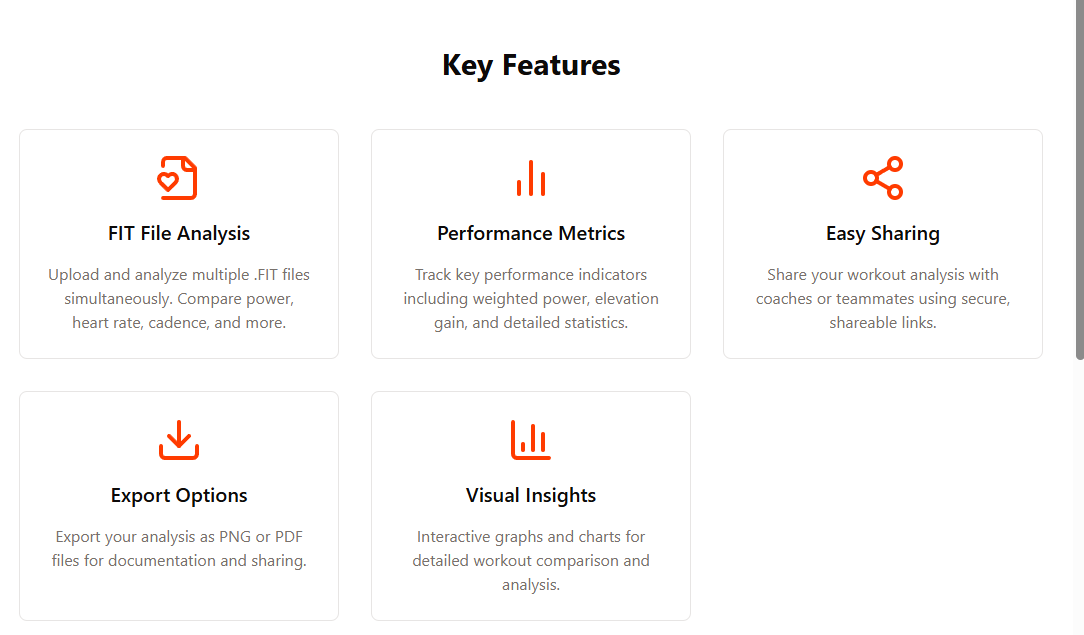 Key Features
FIT File Analysis
Upload and analyze multiple .FIT files
simultaneously. Compare power,
heart rate, cadence, and more.
Performance Metrics
Track key performance indicators
including weighted power, elevation
gain, and detailed statistics.
Easy Sharing
Share your workout analysis with
coaches or teammates using secure,
shareable links.
Export Options
Export your analysis as PNG or PDF
files for documentation and sharing.
Visual Insights
Interactive graphs and charts for
detailed workout comparison and
analysis.